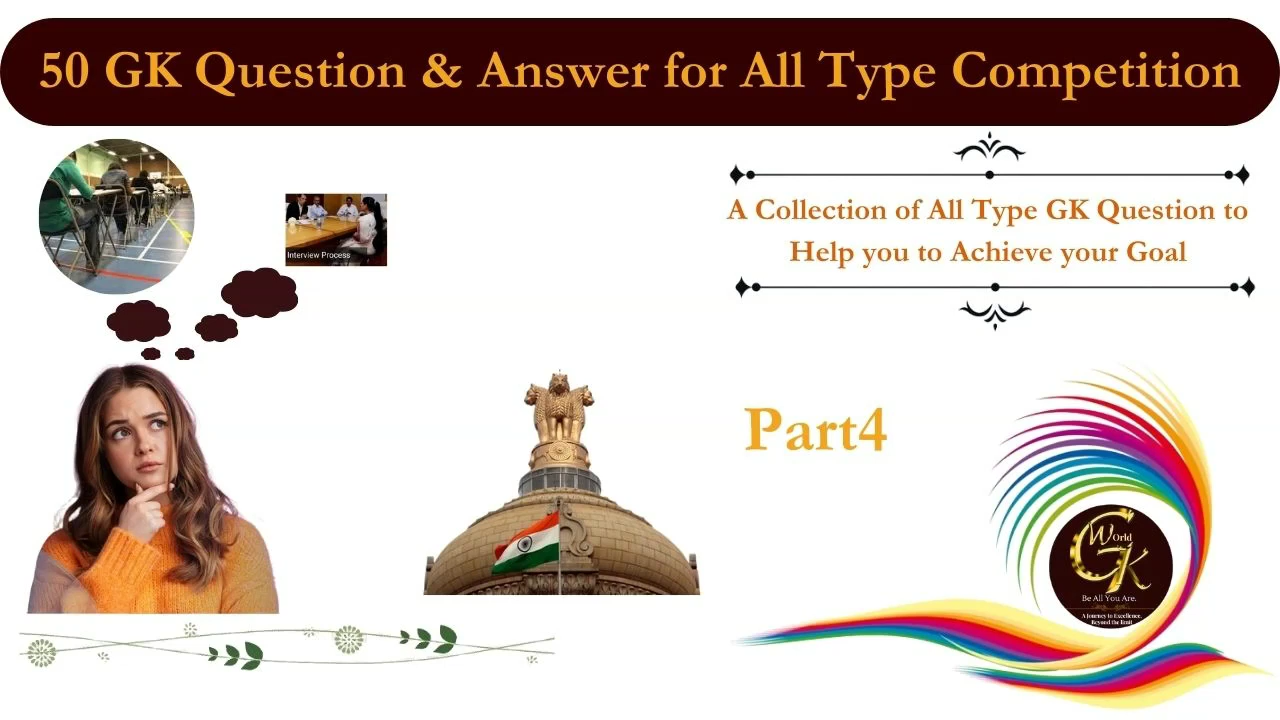 50 GK Question & Answer for All Type Competition
Interview Process
A Collection of All Type GK Question to
Help you to Achieve your Goal
Part4
World
GK
Be All You Are.
A Journey to Excellence,
Beyond the limit